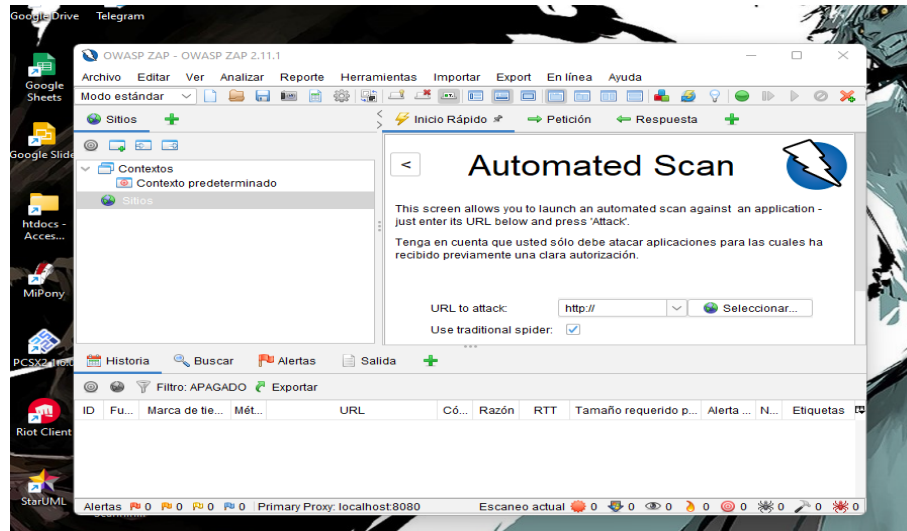 Google Drive
Telegram
Google Sheets
Google Slide
htdocs - Acces...
MiPony
Riot Client
StarUML
OWASP ZAP - OWASP ZAP 2.11.1
Archivo Editar Ver Analizar Reporte Herramientas Importar Export En línea Ayuda
Modo estándar
Sitios
Inicio Rápido
Petición
Respuesta
Contextos
Contexto predeterminado
Sitios
<
Automated Scan
This screen allows you to launch an automated scan against an application -
just enter its URL below and press 'Attack'.
Tenga en cuenta que usted sólo debe atacar aplicaciones para las cuales ha
recibido previamente una clara autorización.
URL to attack: http:// Seleccionar...
Use traditional spider:
Historia Buscar Alertas Salida
Filtro: APAGADO Exportar
ID Fu... Marca de tie... Mét... URL Có... Razón RTT Tamaño requerido p... Alerta ... N... Etiquetas
Alertas 0 0 0 0 Primary Proxy: localhost:8080 Escaneo actual 0 0 0 0 0 0 0 0